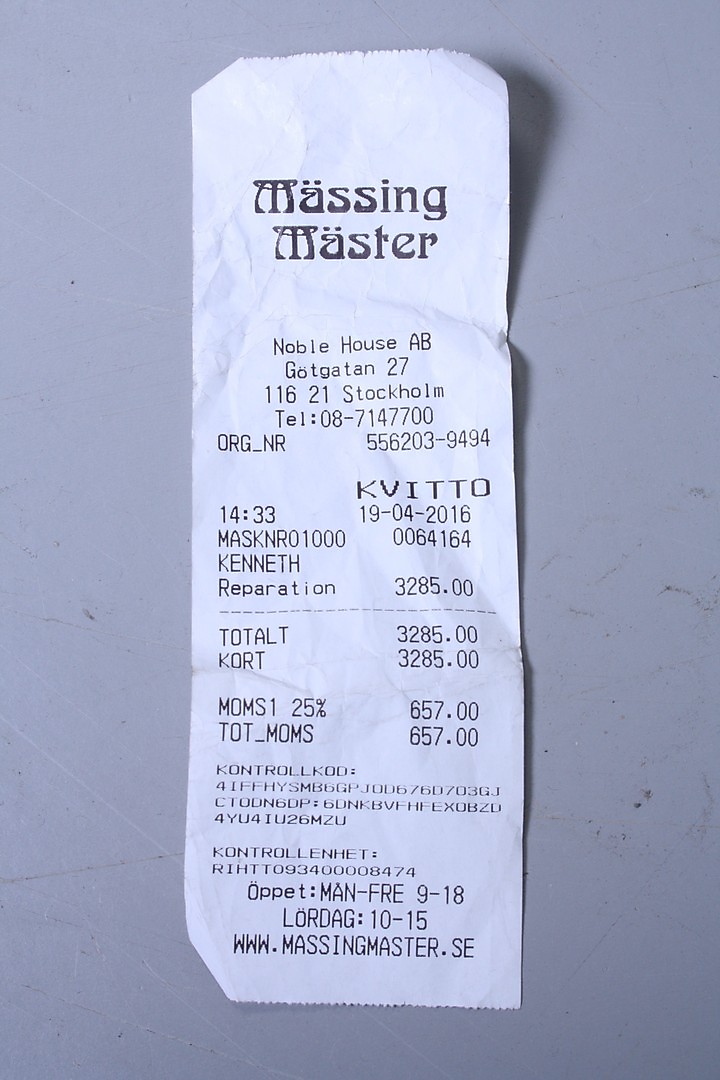 Mässing
Mäster
Noble House AB
Götgatan 27
116 21 Stockholm
Tel:08-7147700
ORG_NR 556203-9494
KVITTO
14:33 19-04-2016
MASKNR01000 0064164
KENNETH
Reparation 3285.00
TOTALT 3285.00
KORT 3285.00
MOMS1 25% 657.00
TOT_MOMS 657.00
KONTROLLKOD:
4IFFHYSMB6GPJOD676D7O3GJ
CTODN6DP:6DNKBVFHFEXOBZD
4YU4IU26MZU
KONTROLLENHET:
RIHTT093400008474
Öppet:MÅN-FRE 9-18
LÖRDAG:10-15
WWW.MASSINGMASTER.SE